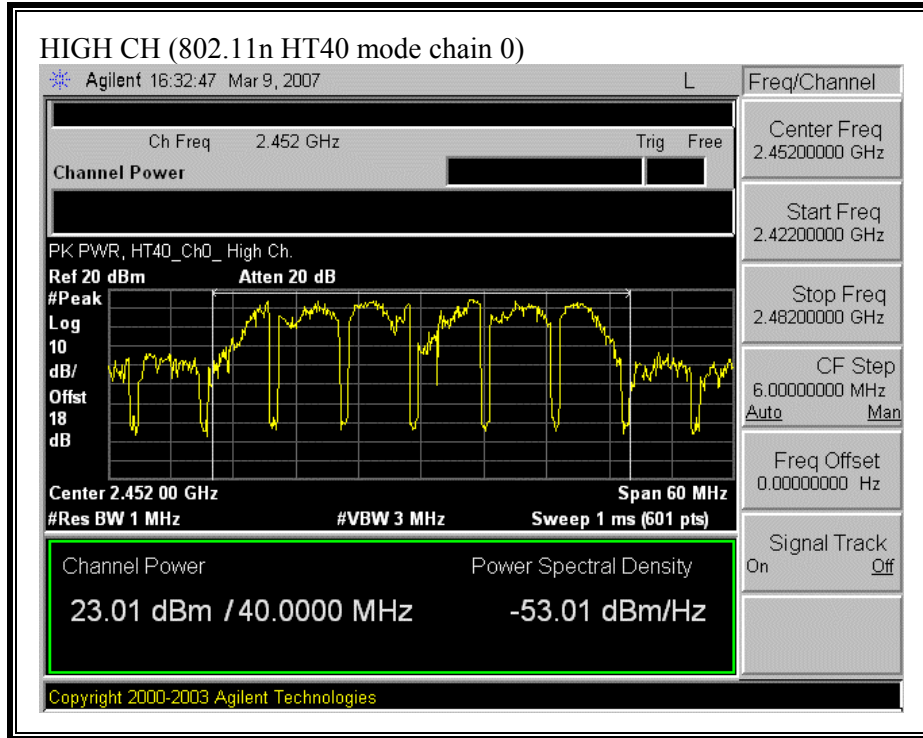 HIGH CH (802.11n HT40 mode chain 0)
Agilent 16:32:47 Mar 9, 2007 L
Freq/Channel
Ch Freq 2.452 GHz Trig Free
Channel Power
Center Freq
2.45200000 GHz
Start Freq
2.42200000 GHz
PK PWR, HT40_Ch0_ High Ch.
Ref 20 dBm Atten 20 dB
#Peak
Log
10
dB/
Offst
18
dB
Stop Freq
2.48200000 GHz
CF Step
6.00000000 MHz
Auto Man
Center 2.452 00 GHz Span 60 MHz
#Res BW 1 MHz #VBW 3 MHz Sweep 1 ms (601 pts)
Freq Offset
0.00000000 Hz
Channel Power Power Spectral Density
23.01 dBm / 40.0000 MHz -53.01 dBm/Hz
Signal Track
On Off
Copyright 2000-2003 Agilent Technologies